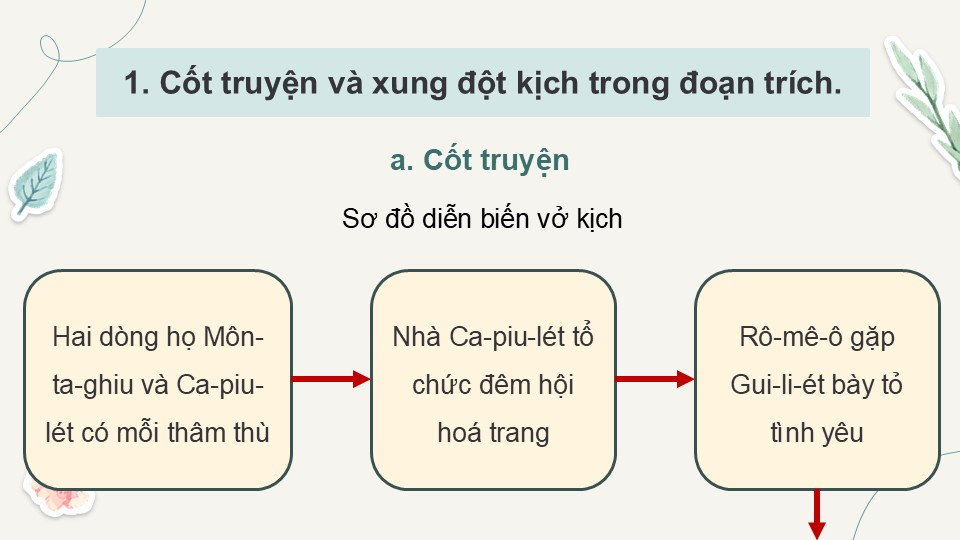 1. Cốt truyện và xung đột kịch trong đoạn trích.
a. Cốt truyện
Sơ đồ diễn biến vở kịch
Hai dòng họ Môn-
ta-ghiu và Ca-piu-
lét có mỗi thâm thù
Nhà Ca-piu-lét tổ
chức đêm hội
hoá trang
Rô-mê-ô gặp
Gui-li-ét bày tỏ
tình yêu